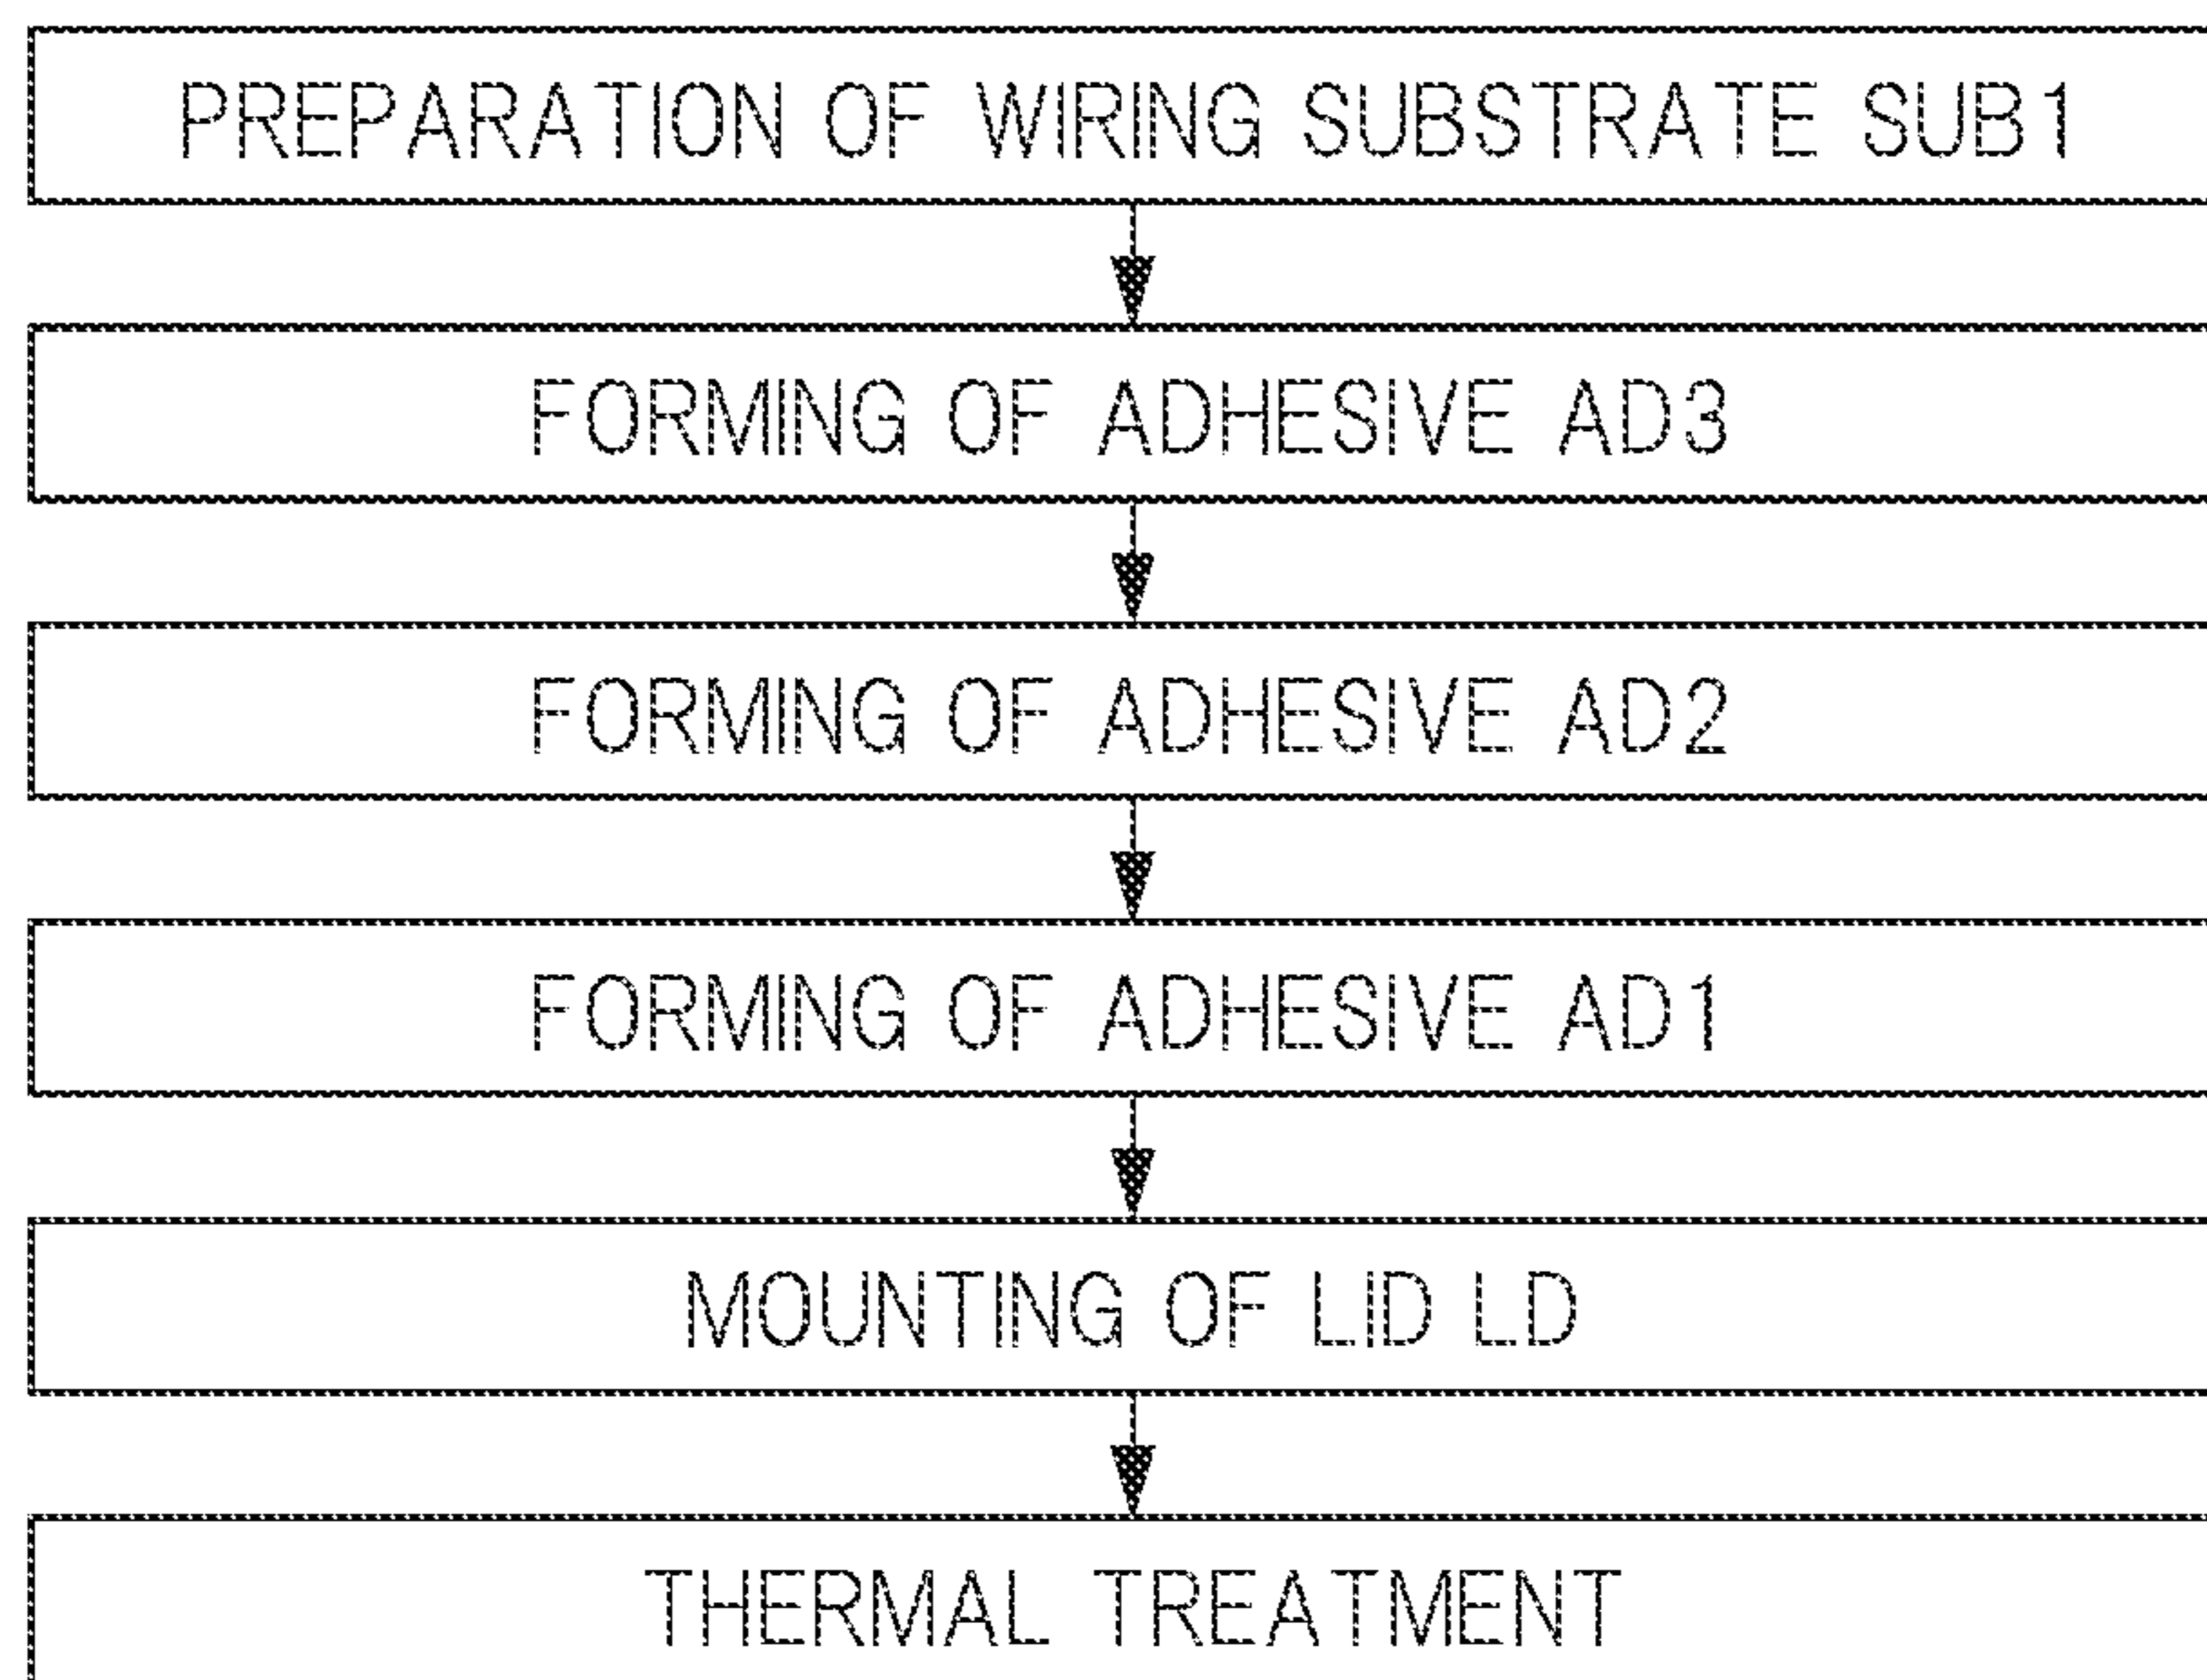 PREPARATION OF WIRING SUBSTRATE SUB1
FORMING OF ADHESIVE AD3
FORMING OF ADHESIVE AD2
FORMING OF ADHESIVE AD1
MOUNTING OF LID LD
THERMAL TREATMENT